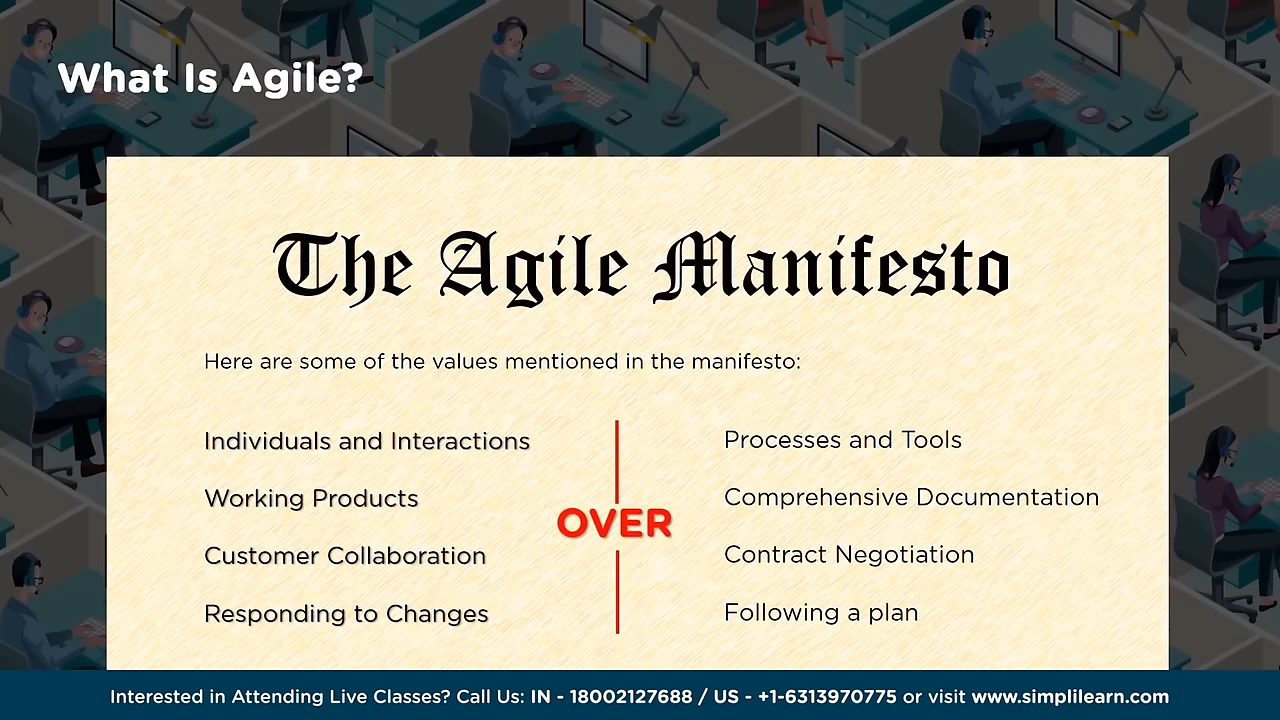 What Is Agile?
The Agile Manifesto
Here are some of the values mentioned in the manifesto:
Individuals and Interactions
Processes and Tools
Working Products
Comprehensive Documentation
OVER
Customer Collaboration
Contract Negotiation
Responding to Changes
Following a plan
Interested in Attending Live Classes? Call Us: IN - 18002127688 / US - +1-6313970775 or visit www.simplilearn.com